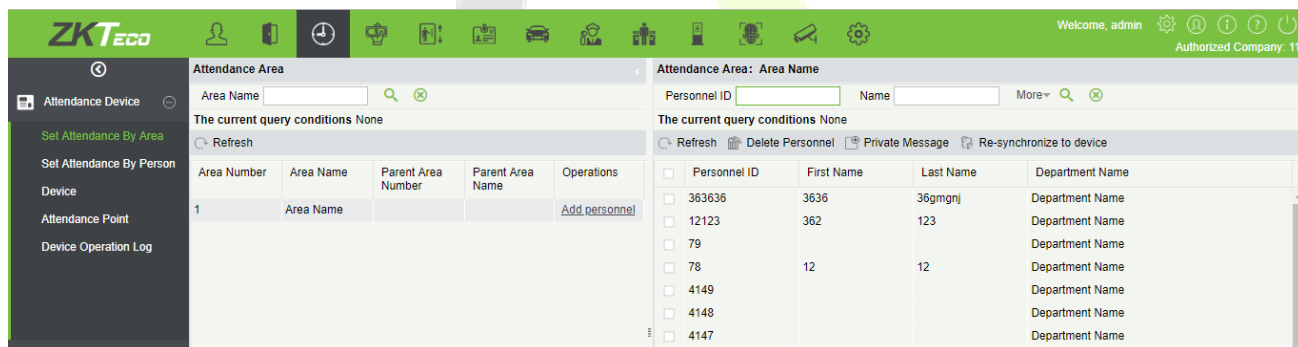 ZKTeco
Welcome, admin
Authorized Company: 11
Attendance Device
Set Attendance By Area
Set Attendance By Person
Device
Attendance Point
Device Operation Log
Attendance Area
Area Name
The current query conditions None
Refresh
Area Number Area Name Parent Area Number Parent Area Name Operations
1 Area Name Add personnel
Attendance Area: Area Name
Personnel ID Name More
The current query conditions None
Refresh Delete Personnel Private Message Re-synchronize to device
Personnel ID First Name Last Name Department Name
363636 3636 36gmgnj Department Name
12123 362 123 Department Name
79 Department Name
78 12 12 Department Name
4149 Department Name
4148 Department Name
4147 Department Name